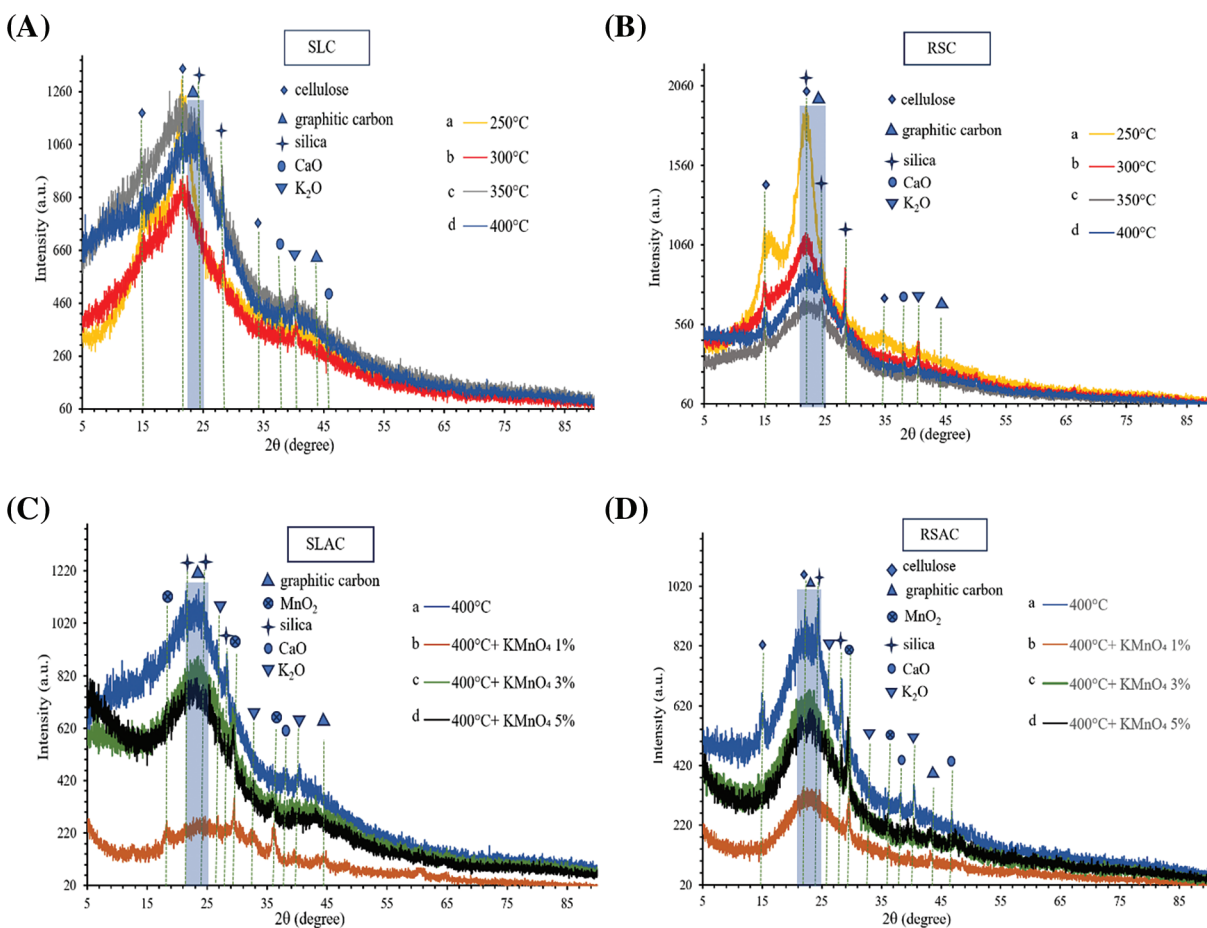 (A)
SLC
cellulose
graphitic carbon
silica
CaO
K₂O
a 250°C
b 300°C
c 350°C
d 400°C
Intensity (a.u.)
1260
1060
860
660
460
260
60
5 15 25 35 45 55 65 75 85
2θ (degree)
(B)
RSC
cellulose
graphitic carbon
silica
CaO
K₂O
a 250°C
b 300°C
c 350°C
d 400°C
Intensity (a.u.)
2060
1560
1060
560
60
5 15 25 35 45 55 65 75 85
2θ (degree)
(C)
SLAC
graphitic carbon
MnO₂
silica
CaO
K₂O
a 400°C
b 400°C+ KMnO₄ 1%
c 400°C+ KMnO₄ 3%
d 400°C+ KMnO₄ 5%
Intensity (a.u.)
1220
1020
820
620
420
220
20
5 15 25 35 45 55 65 75 85
2θ (degree)
(D)
RSAC
cellulose
graphitic carbon
MnO₂
silica
CaO
K₂O
a 400°C
b 400°C+ KMnO₄ 1%
c 400°C+ KMnO₄ 3%
d 400°C+ KMnO₄ 5%
Intensity (a.u.)
1020
820
620
420
220
20
5 15 25 35 45 55 65 75 85
2θ (degree)